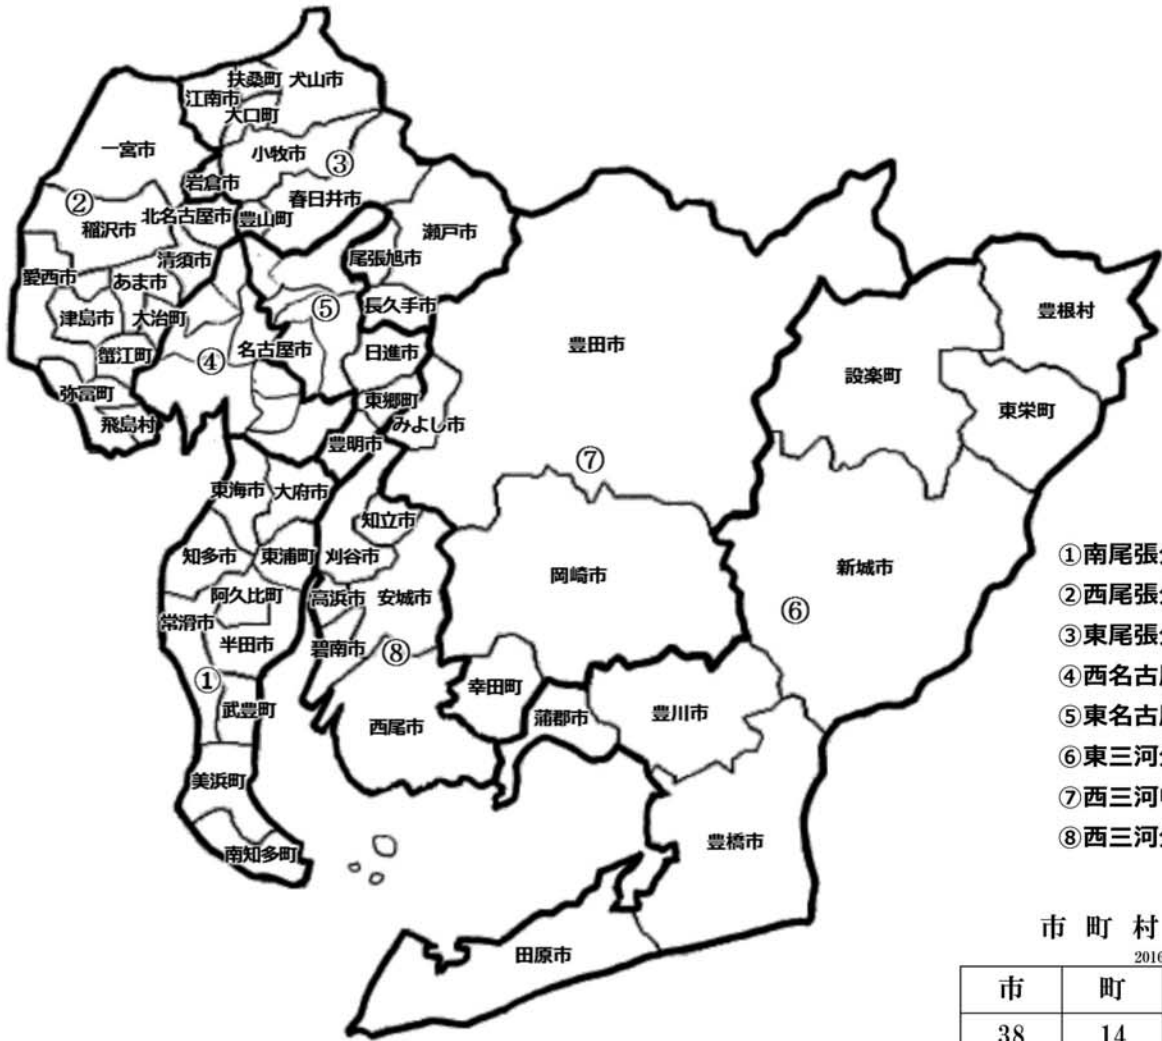 扶桑町
犬山市
江南市
大口町
一宮市
小牧市
③
岩倉市
春日井市
②
北名古屋市
豊山町
稲沢市
瀬戸市
清須市
尾張旭市
愛西市
あま市
⑤
長久手市
津島市
大治町
豊根村
名古屋市
日進市
豊田市
蟹江町
④
設楽町
弥冨町
東郷町
東栄町
飛島村
みよし市
豊明市
⑦
東海市
大府市
知立市
知多市
東浦町
刈谷市
岡崎市
新城市
阿久比町
高浜市
安城市
常滑市
⑥
半田市
碧南市
⑧
①
幸田町
武豊町
西尾市
蒲郡市
豊川市
美浜町
豊橋市
南知多町
田原市
①南尾張
②西尾張
③東尾張
④西名古
⑤東名古
⑥東三河
⑦西三河
⑧西三河
市 町 村
2016
市 町
38 14